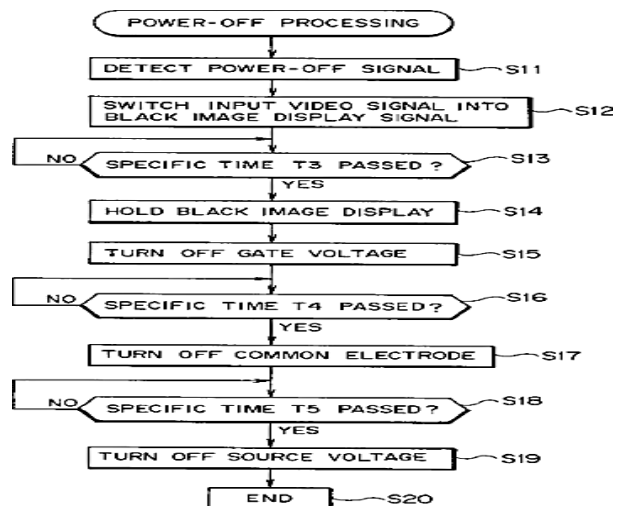 POWER-OFF PROCESSING
DETECT POWER-OFF SIGNAL
S11
SWITCH INPUT VIDEO SIGNAL INTO
BLACK IMAGE DISPLAY SIGNAL
S12
NO
SPECIFIC TIME T3 PASSED?
S13
YES
HOLD BLACK IMAGE DISPLAY
S14
TURN OFF GATE VOLTAGE
S15
NO
SPECIFIC TIME T4 PASSED?
S16
YES
TURN OFF COMMON ELECTRODE
S17
NO
SPECIFIC TIME T5 PASSED?
S18
YES
TURN OFF SOURCE VOLTAGE
S19
END
S20